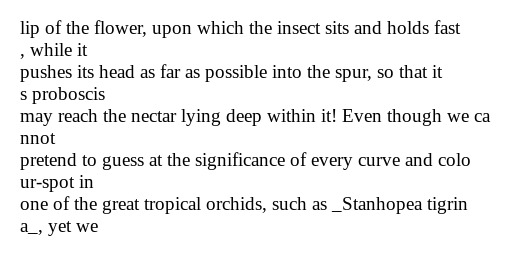 lip of the flower, upon which the insect sits and holds fast
, while it
pushes its head as far as possible into the spur, so that it
s proboscis
may reach the nectar lying deep within it! Even though we ca
nnot
pretend to guess at the significance of every curve and colo
ur-spot in
one of the great tropical orchids, such as _Stanhopea tigrin
a_, yet we